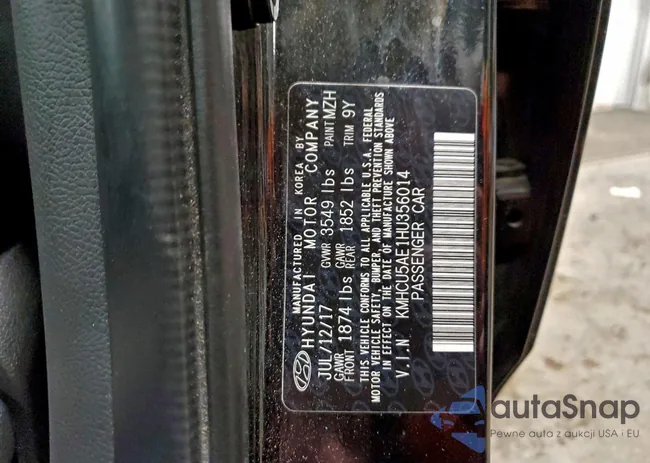 MANUFACTURED IN KOREA BY
HYUNDAI MOTOR COMPANY
JUL/12/17 GVWR 3549 lbs PAINT MZH
GAWR FRONT 1874 lbs GAWR REAR 1852 lbs TRIM 9Y
THIS VEHICLE CONFORMS TO ALL APPLICABLE U.S.A. FEDERAL
MOTOR VEHICLE SAFETY, BUMPER, AND THEFT PREVENTION STANDARDS
IN EFFECT ON THE DATE OF MANUFACTURE SHOWN ABOVE
V.I.N KMHCU5AE1HU356014
PASSENGER CAR
autaSnap
Pewne auta z aukcji USA i EU